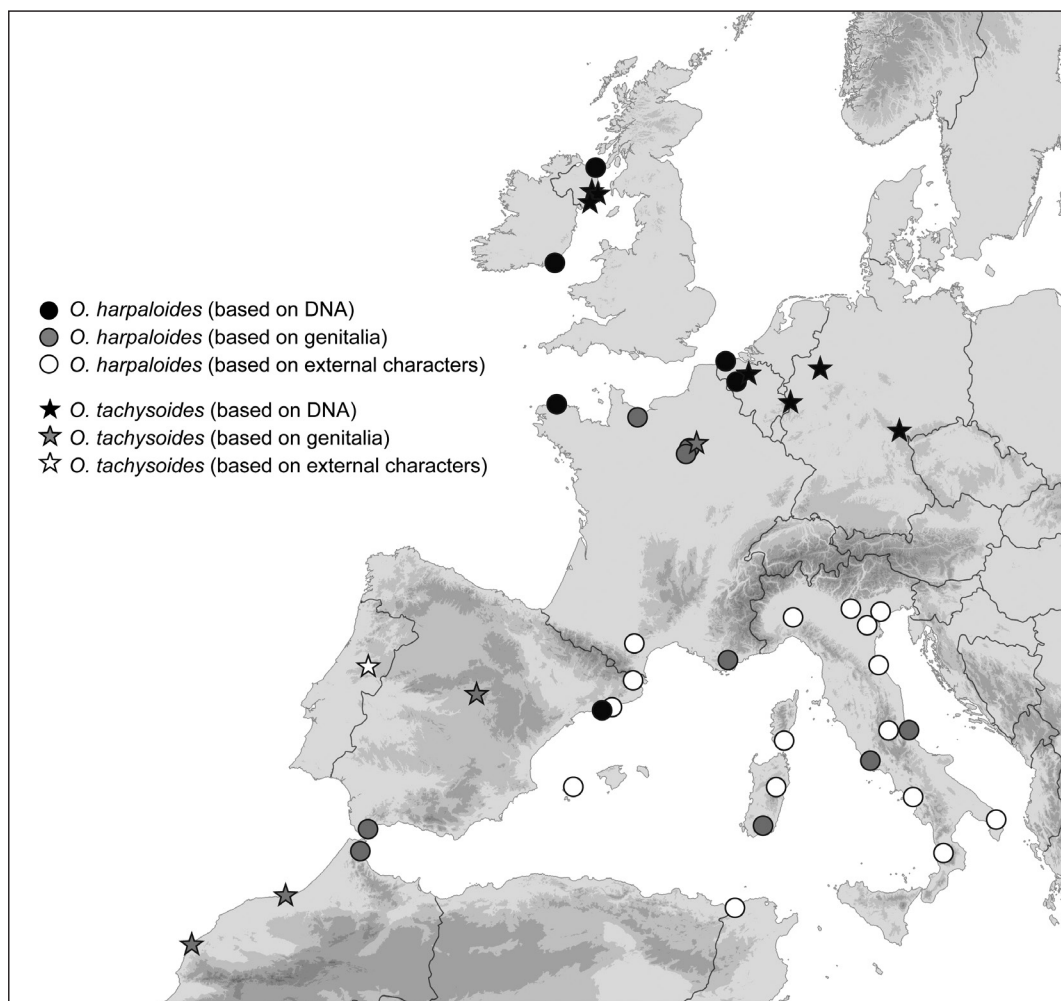 O. harpaloides (based on DNA)
O. harpaloides (based on genitalia)
O. harpaloides (based on external characters)
O. tachysoides (based on DNA)
O. tachysoides (based on genitalia)
O. tachysoides (based on external characters)